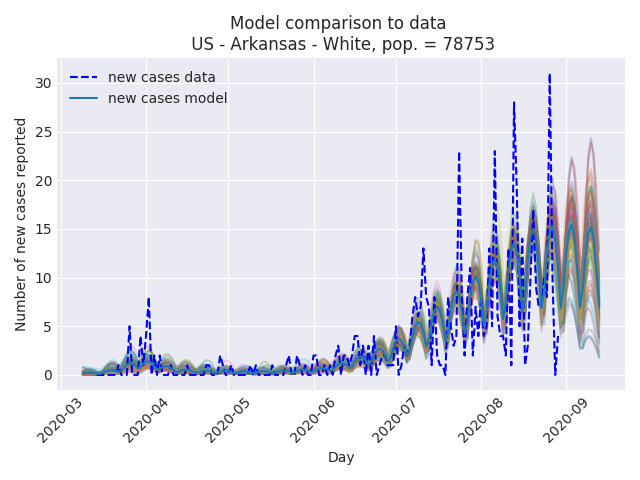 Model comparison to data
US - Arkansas - White, pop. = 78753
new cases data
new cases model
Number of new cases reported
30
25
20
15
10
5
0
2020-03
2020-04
2020-05
2020-06
2020-07
2020-08
2020-09
Day